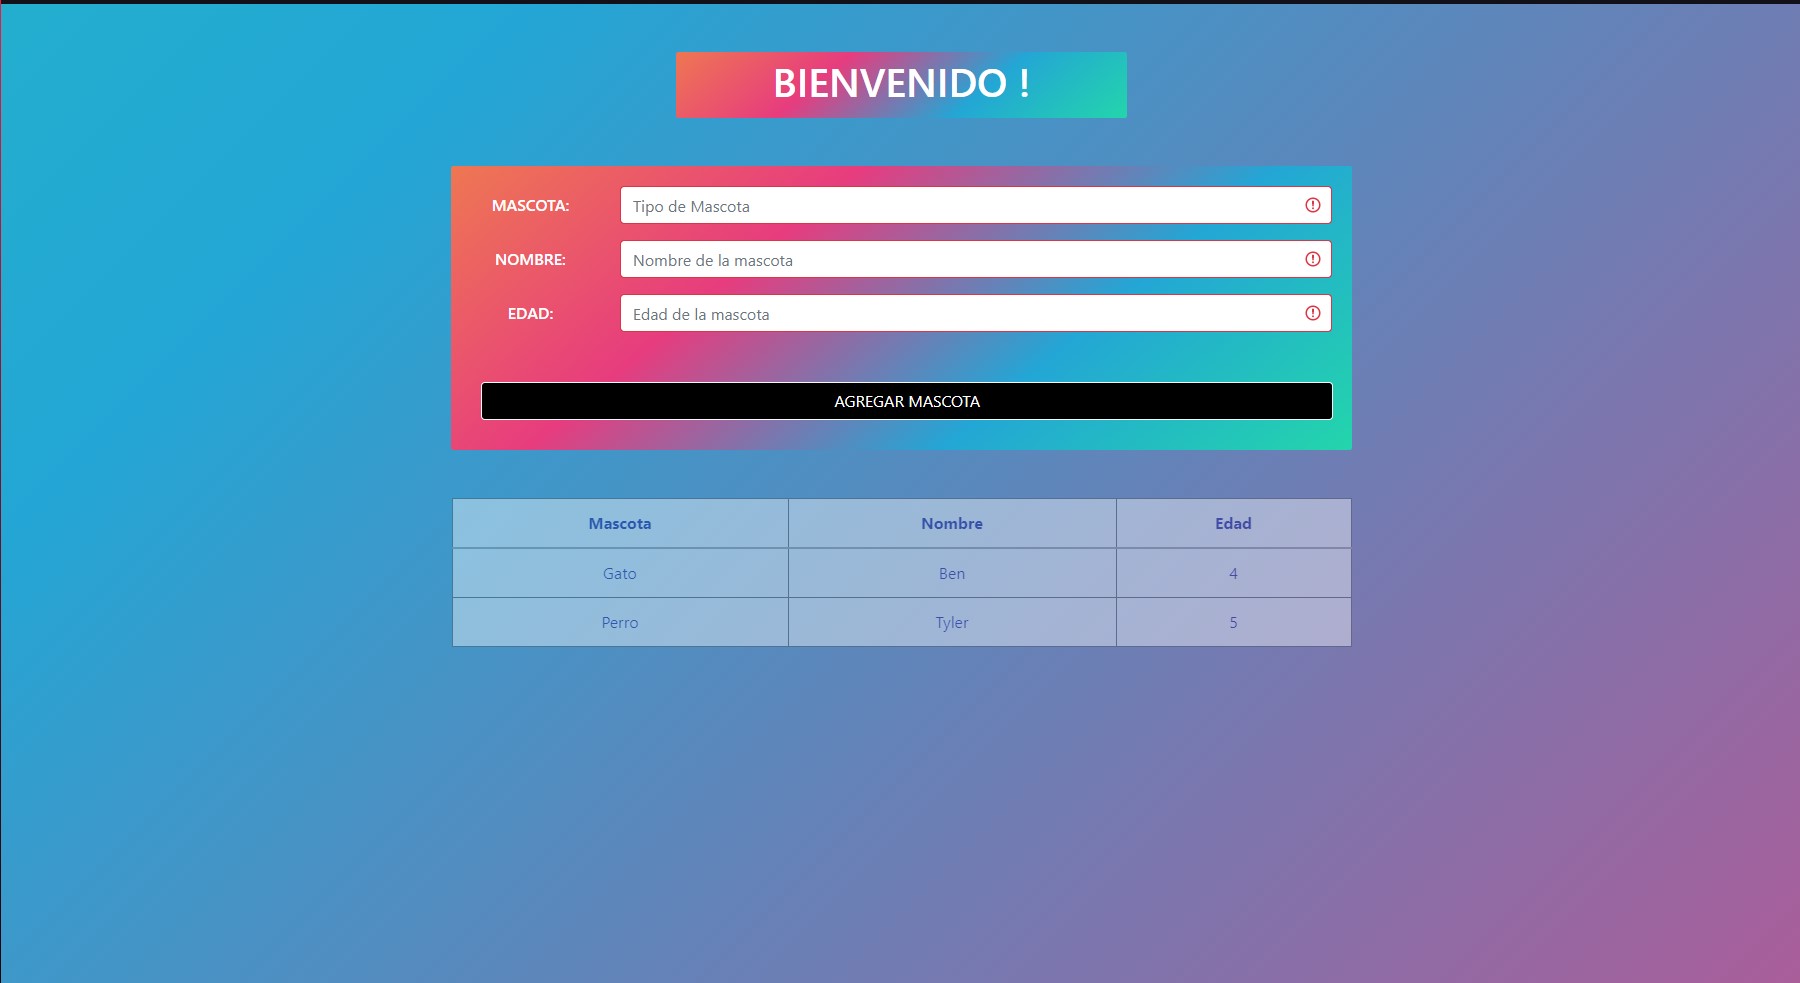 BIENVENIDO !
MASCOTA: Tipo de Mascota
NOMBRE: Nombre de la mascota
EDAD: Edad de la mascota
AGREGAR MASCOTA
Mascota Nombre Edad
Gato Ben 4
Perro Tyler 5